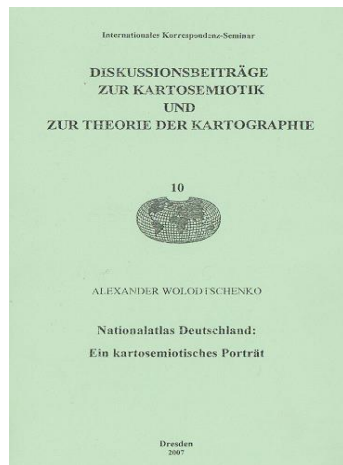 Internationales Korrespondenz-Seminar
DISKUSSIONSBEITRÄGE
ZUR KARTOSEMIOTIK
UND
ZUR THEORIE DER KARTOGRAPHIE
10
ALEXANDER WOLODTSCHENKO
Nationalatlas Deutschland:
Ein kartosemiotisches Porträt
Dresden
2007